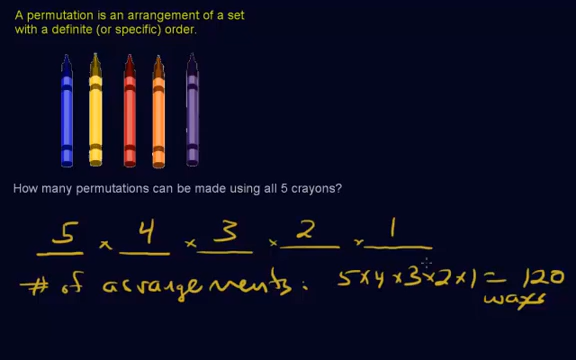 A permutation is an arrangement of a set
with a definite (or specific) order.
How many permutations can be made using all 5 crayons?
5 × 4 × 3 × 2 × 1
# of arrangements: 5×4×3×2×1 = 120
ways